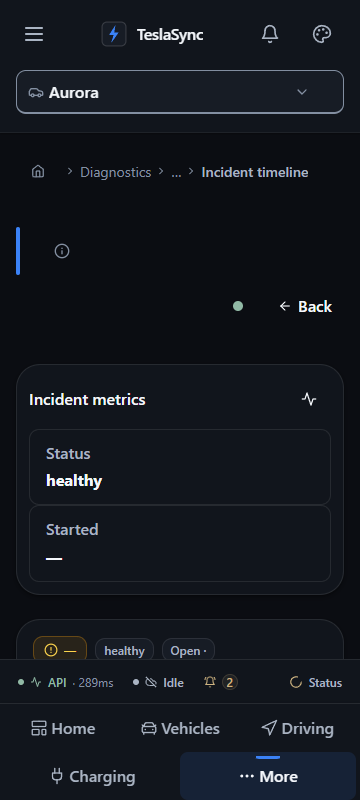 TeslaSync
Aurora
Diagnostics > ... > Incident timeline
← Back
Incident metrics
Status
healthy
Started
—
— healthy Open ·
API · 289ms Idle 2 Status
Home Vehicles Driving
Charging ··· More